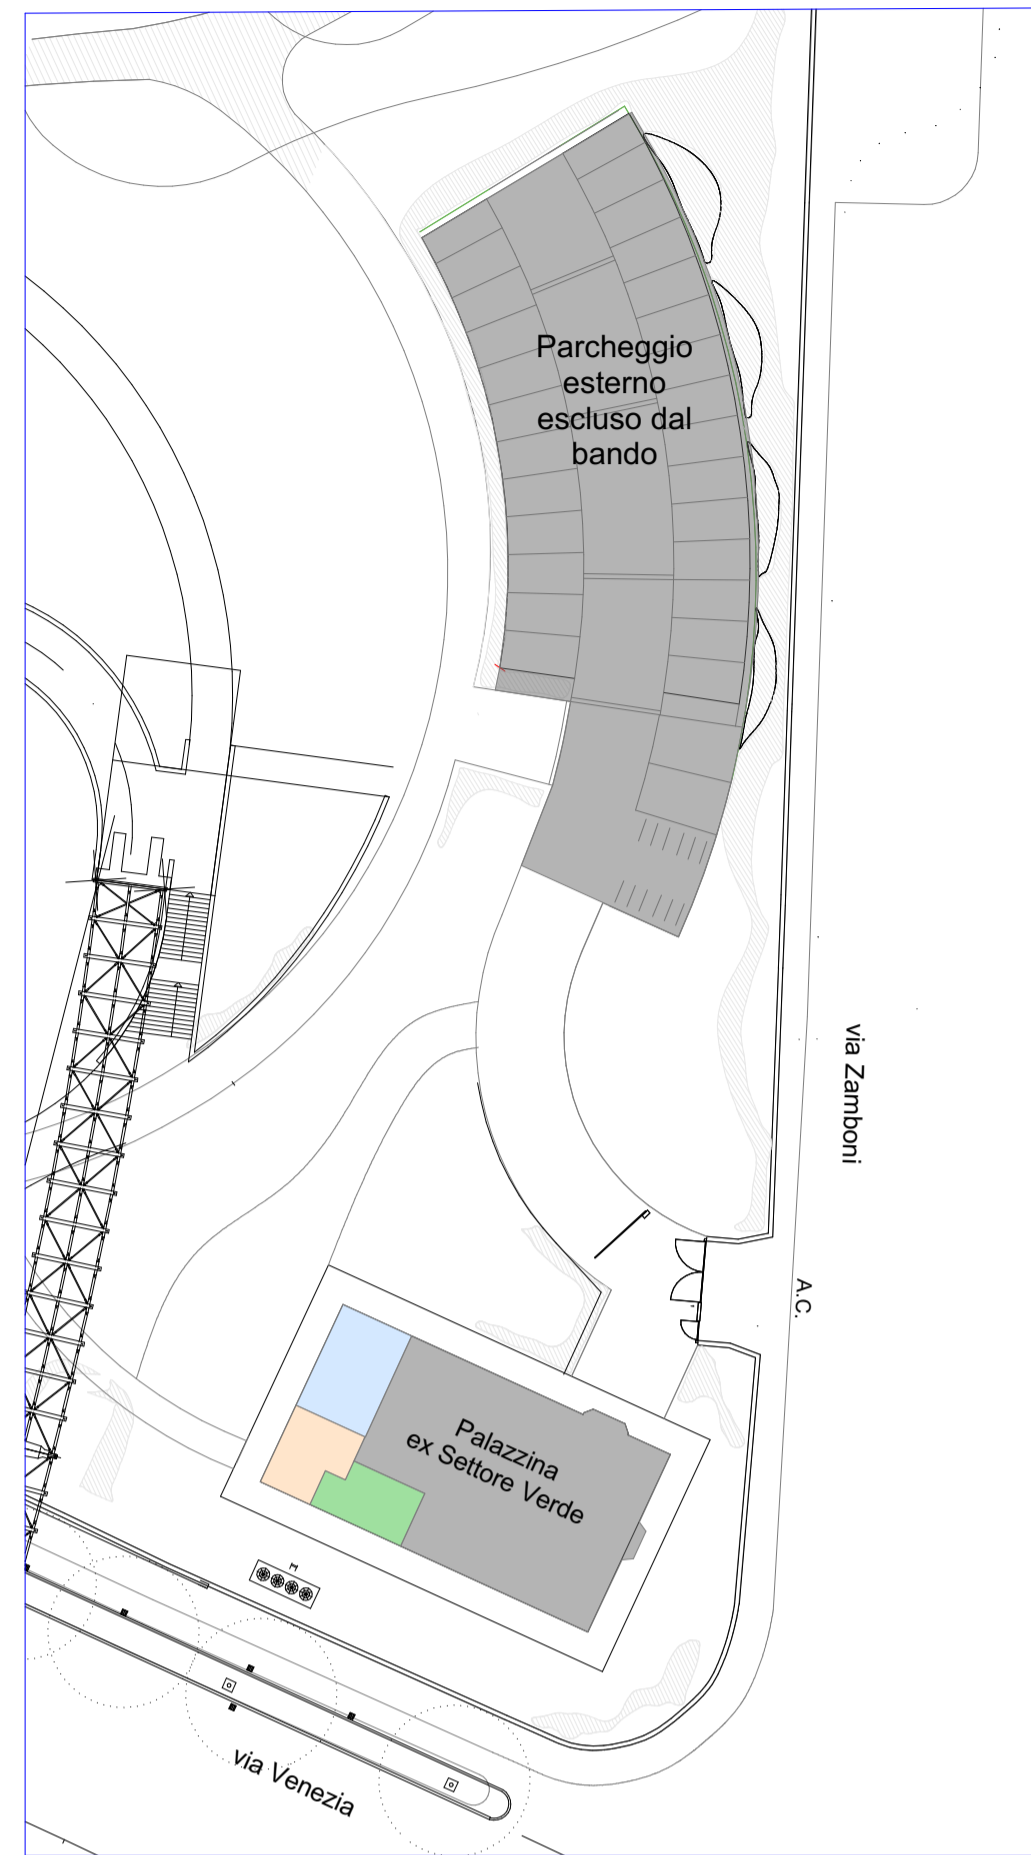 Parcheggio
esterno
escluso dal
bando
via Zamboni
A.C.
Palazzina
ex Settore Verde
via Venezia